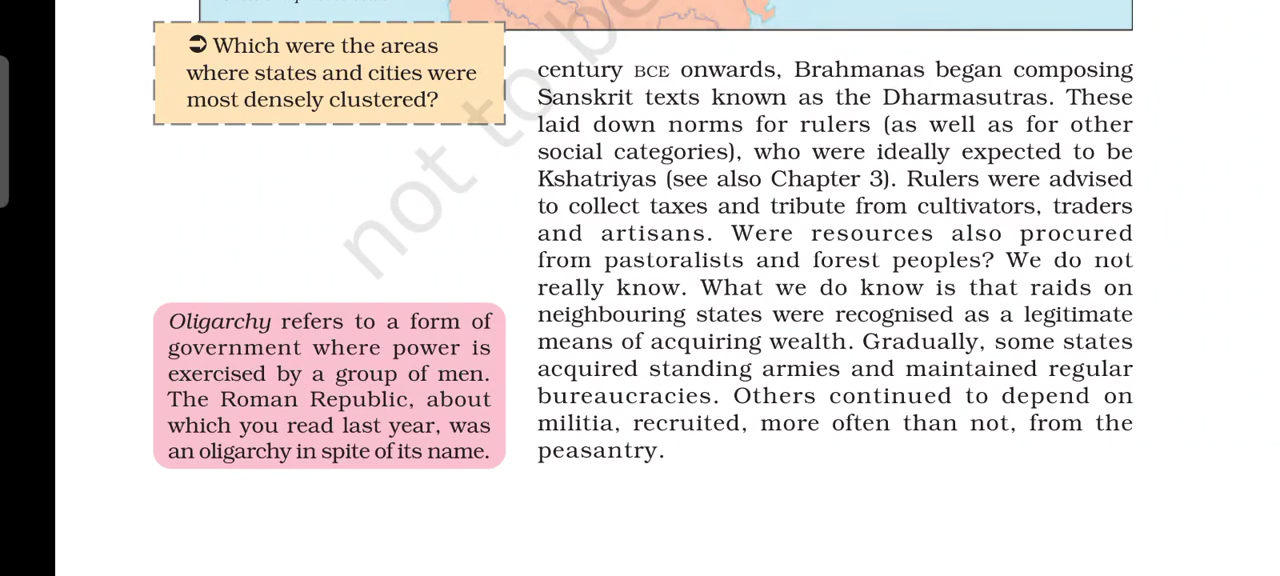 ➲ Which were the areas
where states and cities were
most densely clustered?
century BCE onwards, Brahmanas began composing
Sanskrit texts known as the Dharmasutras. These
laid down norms for rulers (as well as for other
social categories), who were ideally expected to be
Kshatriyas (see also Chapter 3). Rulers were advised
to collect taxes and tribute from cultivators, traders
and artisans. Were resources also procured
from pastoralists and forest peoples? We do not
really know. What we do know is that raids on
neighbouring states were recognised as a legitimate
means of acquiring wealth. Gradually, some states
acquired standing armies and maintained regular
bureaucracies. Others continued to depend on
militia, recruited, more often than not, from the
peasantry.
Oligarchy refers to a form of
government where power is
exercised by a group of men.
The Roman Republic, about
which you read last year, was
an oligarchy in spite of its name.
not to be